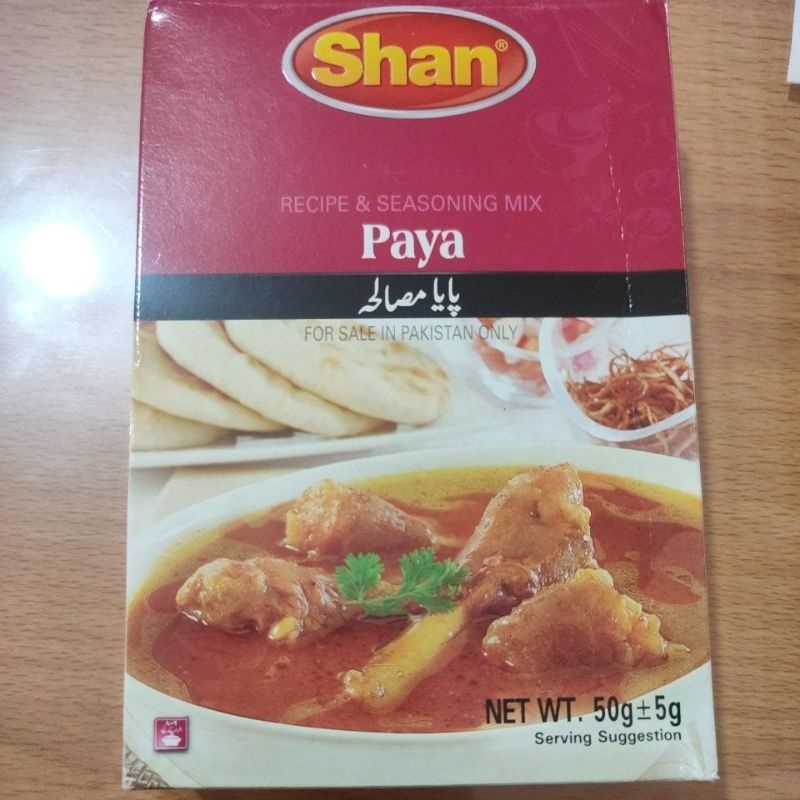 Shan®
RECIPE & SEASONING MIX
Paya
پایا مصالحہ
FOR SALE IN PAKISTAN ONLY
NET WT. 50g±5g
Serving Suggestion